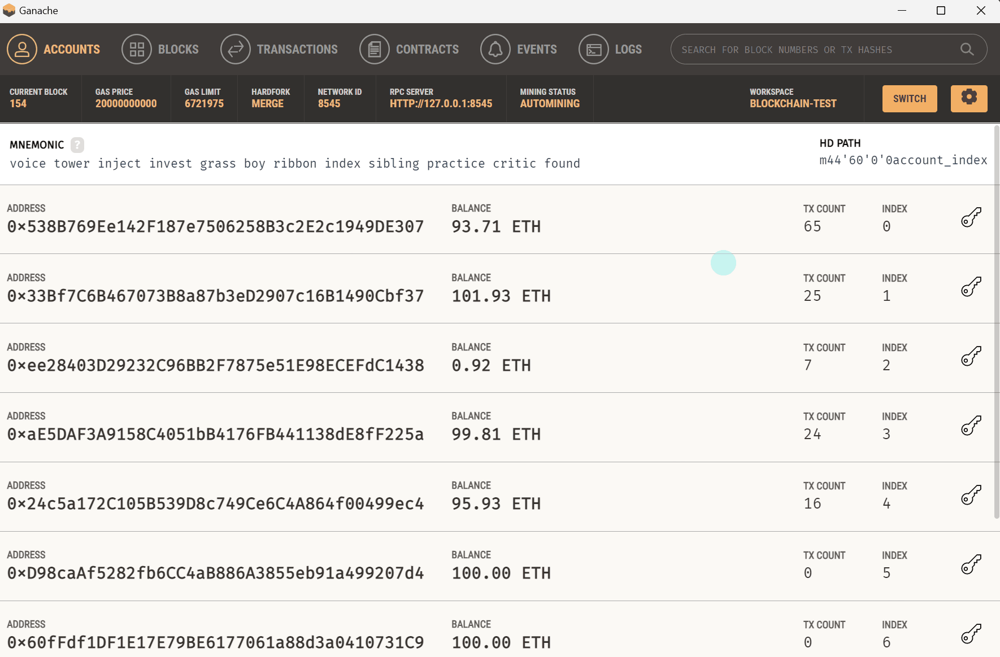 Ganache
ACCOUNTS BLOCKS TRANSACTIONS CONTRACTS EVENTS LOGS SEARCH FOR BLOCK NUMBERS OR TX HASHES
CURRENT BLOCK GAS PRICE GAS LIMIT HARDFORK NETWORK ID RPC SERVER MINING STATUS WORKSPACE
154 20000000000 6721975 MERGE 8545 HTTP://127.0.0.1:8545 AUTOMINING BLOCKCHAIN-TEST SWITCH
MNEMONIC ? HD PATH
voice tower inject invest grass boy ribbon index sibling practice critic found m44'60'0'0account_index
ADDRESS BALANCE TX COUNT INDEX
0×538B769Ee142F187e7506258B3c2E2c1949DE307 93.71 ETH 65 0
ADDRESS BALANCE TX COUNT INDEX
0×33Bf7C6B467073B8a87b3eD2907c16B1490Cbf37 101.93 ETH 25 1
ADDRESS BALANCE TX COUNT INDEX
0×ee28403D29232C96BB2F7875e51E98ECEFdC1438 0.92 ETH 7 2
ADDRESS BALANCE TX COUNT INDEX
0×aE5DAF3A9158C4051bB4176FB441138dE8fF225a 99.81 ETH 24 3
ADDRESS BALANCE TX COUNT INDEX
0×24c5a172C105B539D8c749Ce6C4A864f00499ec4 95.93 ETH 16 4
ADDRESS BALANCE TX COUNT INDEX
0×D98caAf5282fb6CC4aB886A3855eb91a499207d4 100.00 ETH 0 5
ADDRESS BALANCE TX COUNT INDEX
0×60fFdf1DF1E17E79BE6177061a88d3a0410731C9 100.00 ETH 0 6